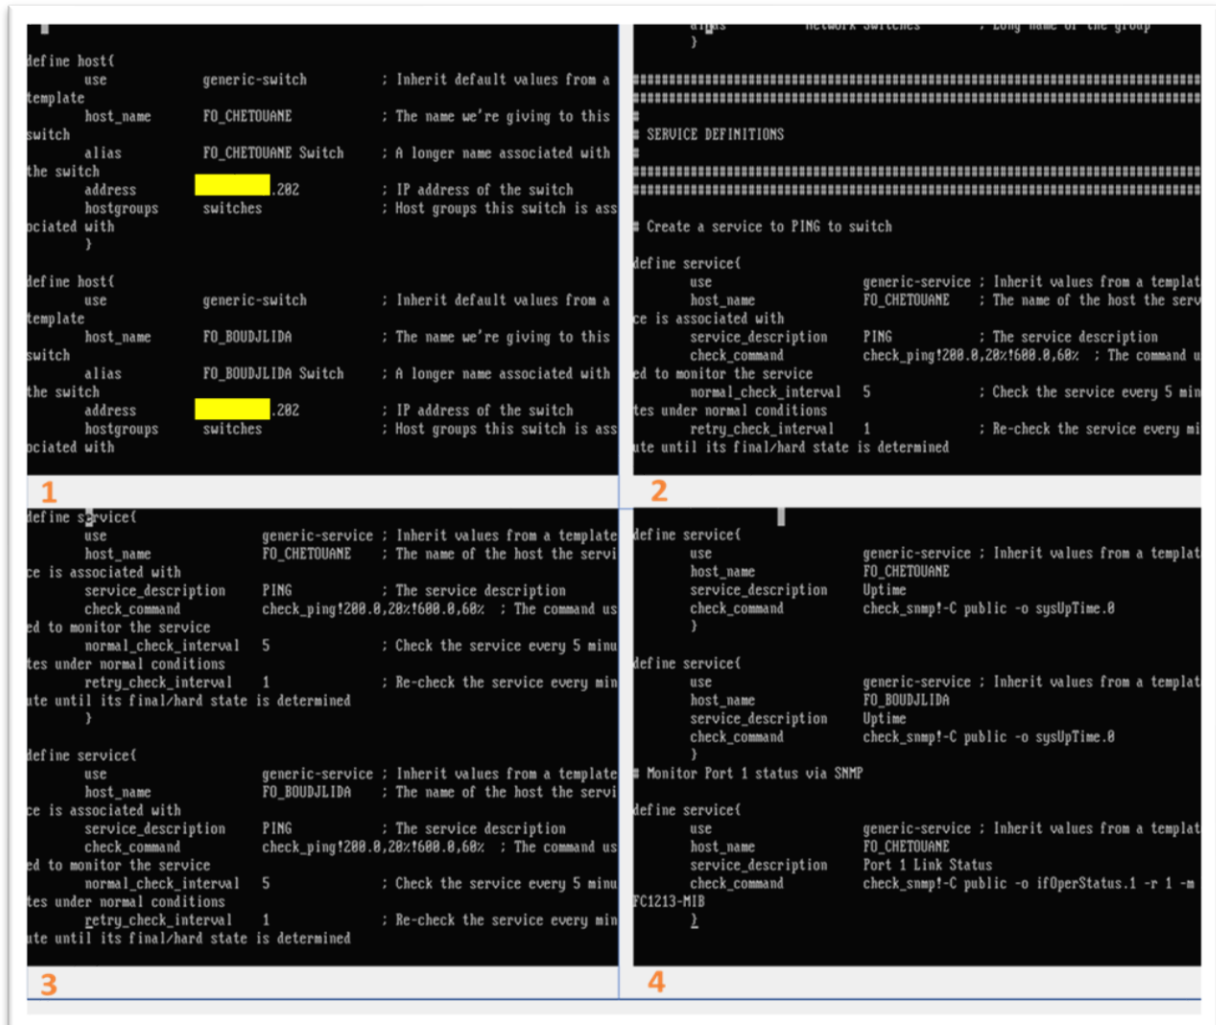 define host{
use generic-switch ; Inherit default values from a
template
host_name FO_CHETOUANE ; The name we're giving to this
switch
alias FO_CHETOUANE Switch ; A longer name associated with
the switch
address .202 ; IP address of the switch
hostgroups switches ; Host groups this switch is ass
ociated with
}
define host{
use generic-switch ; Inherit default values from a
template
host_name FO_BOUDJLIDA ; The name we're giving to this
switch
alias FO_BOUDJLIDA Switch ; A longer name associated with
the switch
address .202 ; IP address of the switch
hostgroups switches ; Host groups this switch is ass
ociated with
1
alias Network Switches ; Long name of the group
}
###############################################################
###############################################################
#
# SERVICE DEFINITIONS
#
###############################################################
###############################################################
# Create a service to PING to switch
define service{
use generic-service ; Inherit values from a templat
host_name FO_CHETOUANE ; The name of the host the serv
ce is associated with
service_description PING ; The service description
check_command check_ping!200.0,20%!600.0,60% ; The command u
ed to monitor the service
normal_check_interval 5 ; Check the service every 5 min
tes under normal conditions
retry_check_interval 1 ; Re-check the service every mi
ute until its final/hard state is determined
2
define service{
use generic-service ; Inherit values from a template
host_name FO_CHETOUANE ; The name of the host the servi
ce is associated with
service_description PING ; The service description
check_command check_ping!200.0,20%!600.0,60% ; The command us
ed to monitor the service
normal_check_interval 5 ; Check the service every 5 minu
tes under normal conditions
retry_check_interval 1 ; Re-check the service every min
ute until its final/hard state is determined
}
define service{
use generic-service ; Inherit values from a template
host_name FO_BOUDJLIDA ; The name of the host the servi
ce is associated with
service_description PING ; The service description
check_command check_ping!200.0,20%!600.0,60% ; The command us
ed to monitor the service
normal_check_interval 5 ; Check the service every 5 minu
tes under normal conditions
retry_check_interval 1 ; Re-check the service every min
ute until its final/hard state is determined
3
define service{
use generic-service ; Inherit values from a templat
host_name FO_CHETOUANE
service_description Uptime
check_command check_snmp!-C public -o sysUpTime.0
}
define service{
use generic-service ; Inherit values from a templat
host_name FO_BOUDJLIDA
service_description Uptime
check_command check_snmp!-C public -o sysUpTime.0
}
# Monitor Port 1 status via SNMP
define service{
use generic-service ; Inherit values from a templat
host_name FO_CHETOUANE
service_description Port 1 Link Status
check_command check_snmp!-C public -o ifOperStatus.1 -r 1 -m
FC1213-MIB
}
4